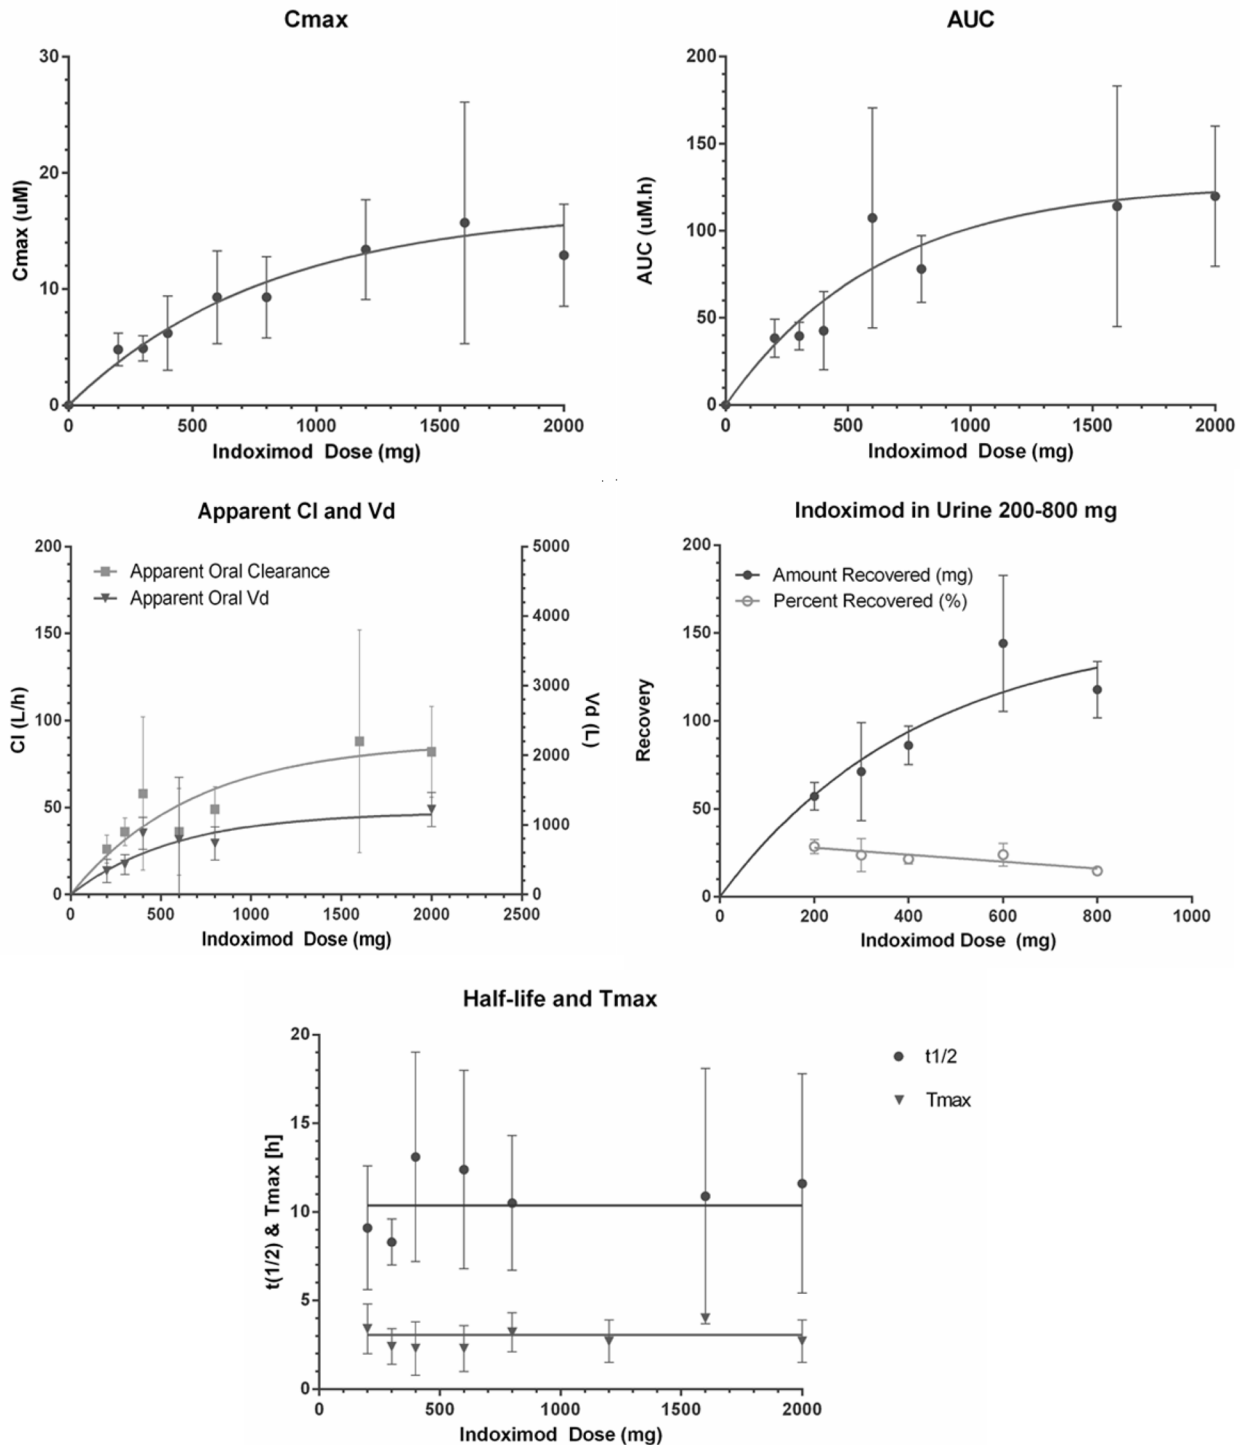 Cmax
30
20
10
0
Cmax (uM)
0 500 1000 1500 2000
Indoximod Dose (mg)
AUC
200
150
100
50
0
AUC (uM.h)
0 500 1000 1500 2000
Indoximod Dose (mg)
Apparent Cl and Vd
200
150
100
50
0
Cl (L/h)
Apparent Oral Clearance
Apparent Oral Vd
5000
4000
3000
2000
1000
0
Vd (L)
0 500 1000 1500 2000 2500
Indoximod Dose (mg)
Indoximod in Urine 200-800 mg
200
150
100
50
0
Recovery
Amount Recovered (mg)
Percent Recovered (%)
0 200 400 600 800 1000
Indoximod Dose (mg)
Half-life and Tmax
20
15
10
5
0
t(1/2) & Tmax [h]
t1/2
Tmax
0 500 1000 1500 2000
Indoximod Dose (mg)